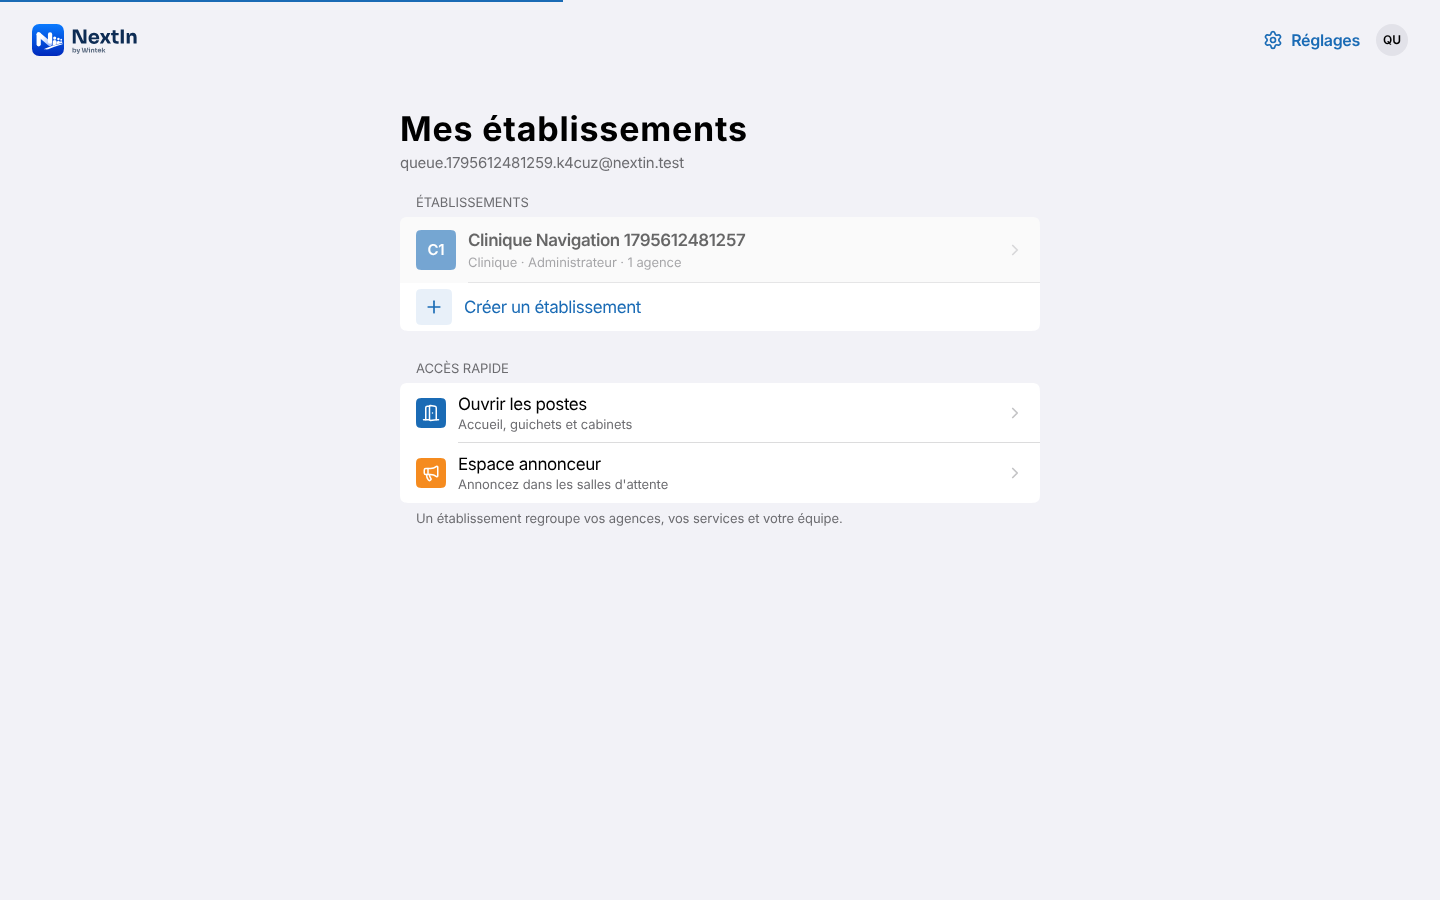 NextIn
by Wintek
Réglages
QU
Mes établissements
queue.1795612481259.k4cuz@nextin.test
ÉTABLISSEMENTS
C1
Clinique Navigation 1795612481257
Clinique · Administrateur · 1 agence
Créer un établissement
ACCÈS RAPIDE
Ouvrir les postes
Accueil, guichets et cabinets
Espace annonceur
Annoncez dans les salles d'attente
Un établissement regroupe vos agences, vos services et votre équipe.